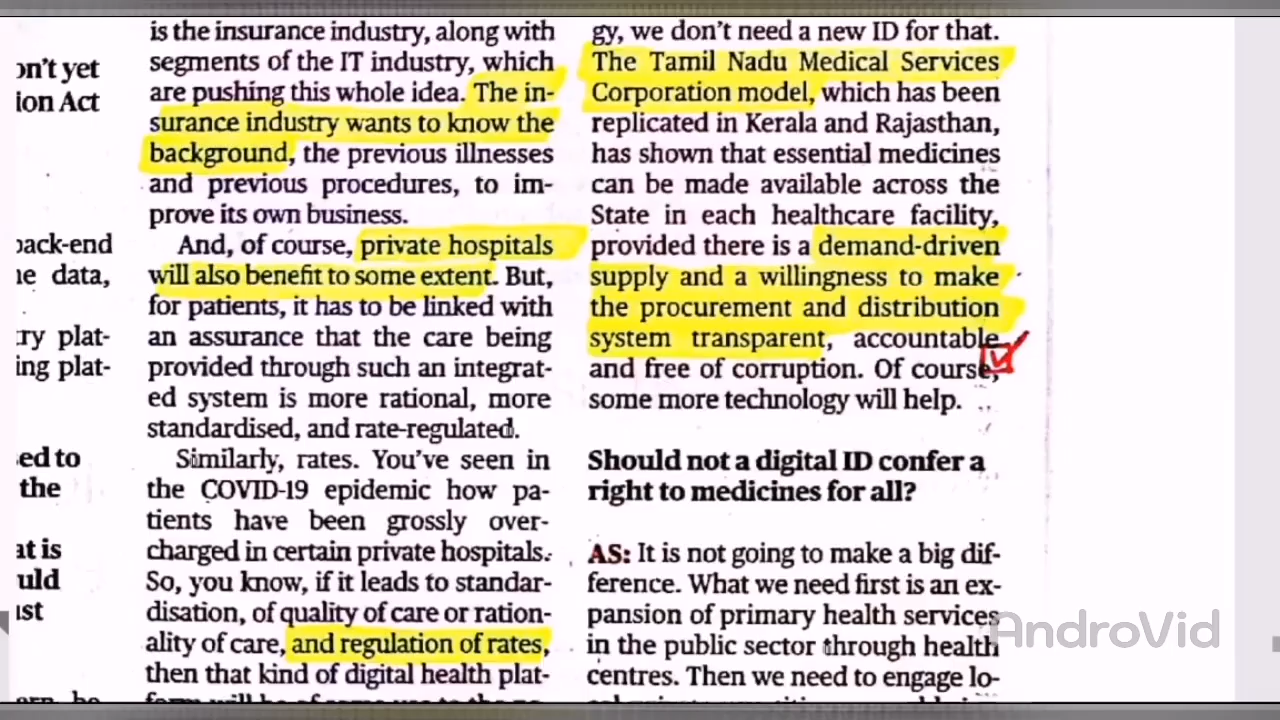 on't yet
ion Act
back-end
data,
plat-
ing plat-
ed to
the
at is
uld
ust
is the insurance industry, along with
segments of the IT industry, which
are pushing this whole idea. The in-
surance industry wants to know the
background, the previous illnesses
and previous procedures, to im-
prove its own business.
And, of course, private hospitals
will also benefit to some extent. But,
for patients, it has to be linked with
an assurance that the care being
provided through such an integrat-
ed system is more rational, more
standardised, and rate-regulated.
Similarly, rates. You've seen in
the COVID-19 epidemic how pa-
tients have been grossly over-
charged in certain private hospitals.
So, you know, if it leads to standar-
disation, of quality of care or ration-
ality of care, and regulation of rates,
then that kind of digital health plat-
gy, we don't need a new ID for that.
The Tamil Nadu Medical Services
Corporation model, which has been
replicated in Kerala and Rajasthan,
has shown that essential medicines
can be made available across the
State in each healthcare facility,
provided there is a demand-driven
supply and a willingness to make
the procurement and distribution
system transparent, accountable
and free of corruption. Of course,
some more technology will help.
Should not a digital ID confer a
right to medicines for all?
AS: It is not going to make a big dif-
ference. What we need first is an ex-
pansion of primary health services
in the public sector through health
centres. Then we need to engage lo-
AndroVid